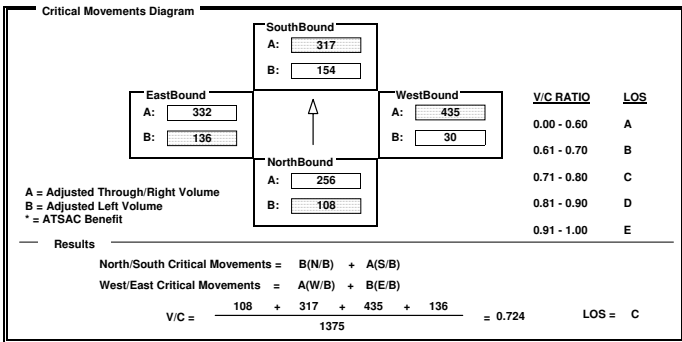 Critical Movements Diagram
SouthBound
A: 317
B: 154
EastBound
A: 332
B: 136
WestBound
A: 435
B: 30
NorthBound
A: 256
B: 108
V/C RATIO LOS
0.00 - 0.60 A
0.61 - 0.70 B
0.71 - 0.80 C
0.81 - 0.90 D
0.91 - 1.00 E
A = Adjusted Through/Right Volume
B = Adjusted Left Volume
* = ATSAC Benefit
Results
North/South Critical Movements = B(N/B) + A(S/B)
West/East Critical Movements = A(W/B) + B(E/B)
V/C = 108 + 317 + 435 + 136 = 0.724 LOS = C
1375